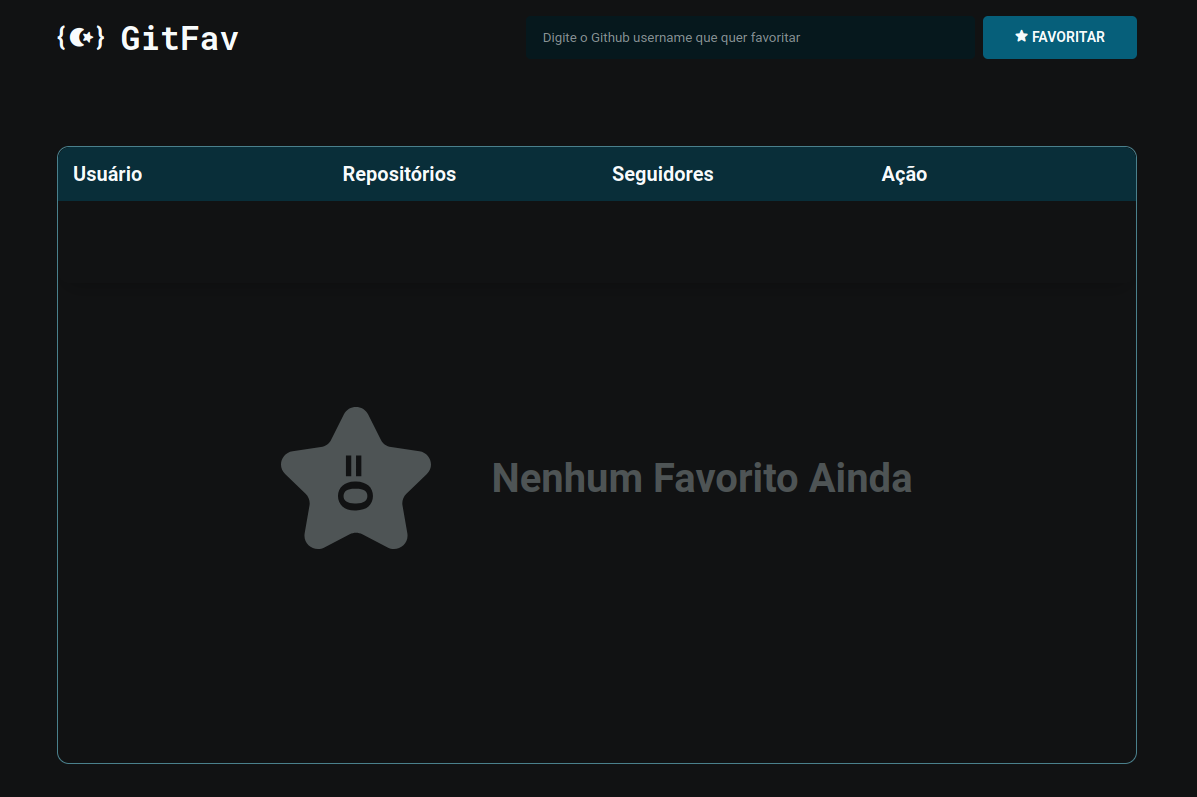 GitFav
Digite o Github username que quer favoritar
FAVORITAR
Usuário Repositórios Seguidores Ação
Nenhum Favorito Ainda